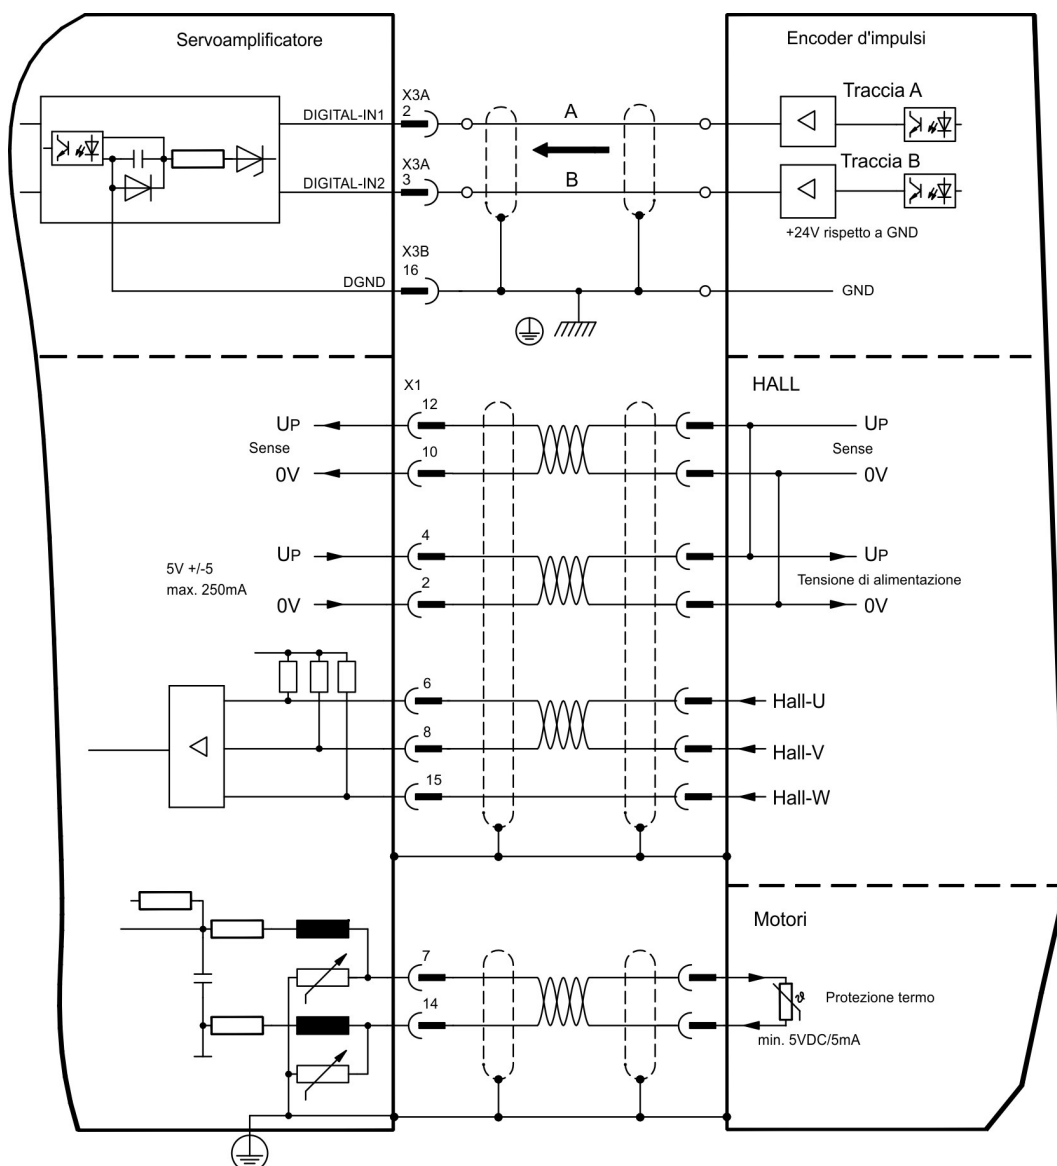 Servoamplificatore
Encoder d'impulsi
X3A
2
DIGITAL-IN1
A
Traccia A
X3A
3
DIGITAL-IN2
B
Traccia B
+24V rispetto a GND
X3B
16
DGND
GND
X1
HALL
12
UP
UP
Sense
Sense
10
0V
0V
4
UP
UP
5V +/-5
max. 250mA
Tensione di alimentazione
2
0V
0V
6
Hall-U
8
Hall-V
15
Hall-W
Motori
7
14
ϑ
Protezione termo
min. 5VDC/5mA